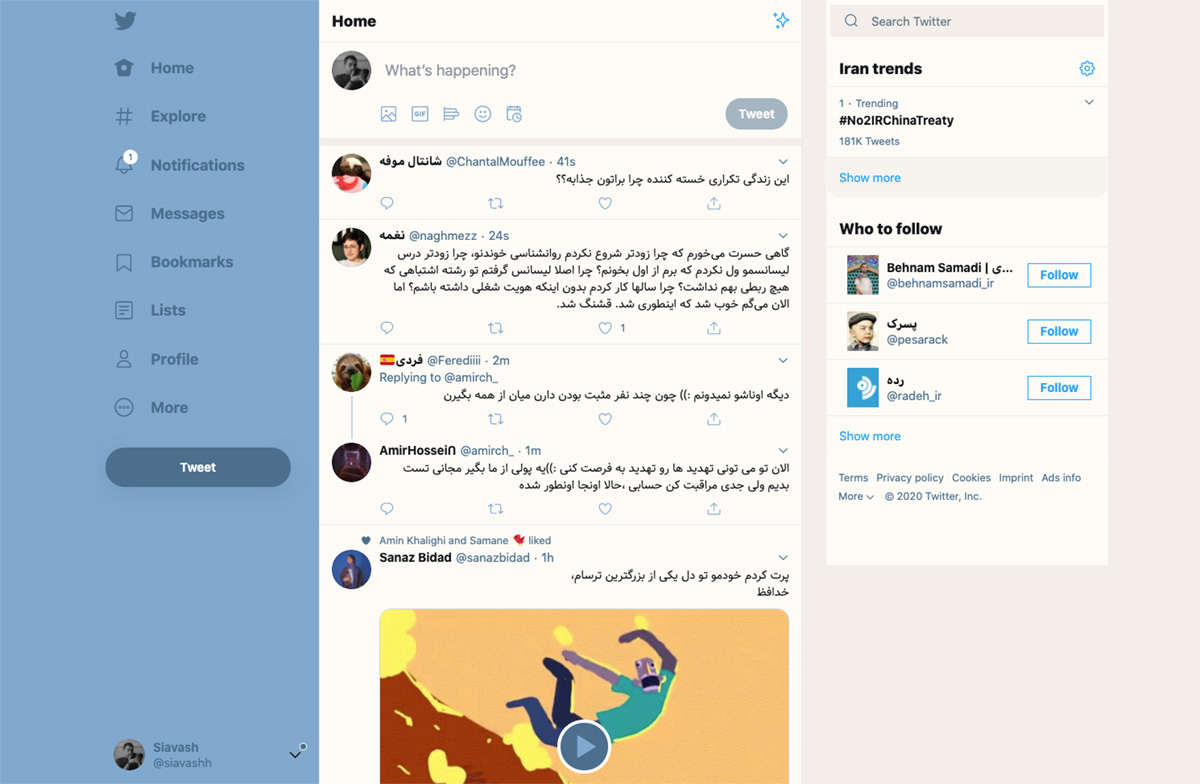 Home
Explore
1
Notifications
Messages
Bookmarks
Lists
Profile
More
Tweet
Siavash
@siavashh
Home
What's happening?
GIF
Tweet
شانتال موفه @ChantalMouffee · 41s
این زندگی تکراری خسته کننده چرا براتون جذابه؟؟
نغمه @naghmezz · 24s
گاهی حسرت می‌خورم که چرا زودتر شروع نکردم روانشناسی خوندنو، چرا زودتر درس
لیسانسمو ول نکردم که برم از اول بخونم؟ چرا اصلا لیسانس گرفتم تو رشته اشتباهی که
هیچ ربطی بهم نداشت؟ چرا سالها کار کردم بدون اینکه هویت شغلی داشته باشم؟ اما
الان می‌گم خوب شد که اینطوری شد. قشنگ شد.
1
🇪🇸فردی @Ferediiii · 2m
Replying to @amirch_
دیگه اوناشو نمیدونم :)) چون چند نفر مثبت بودن دارن میان از همه بگیرن
1
AmirHosseiՈ @amirch_ · 1m
الان تو می تونی تهدید ها رو تهدید به فرصت کنی :))یه پولی از ما بگیر مجانی تست
بدیم ولی جدی مراقبت کن حسابی ،حالا اونجا اونطور شده
Amin Khalighi and Samane liked
Sanaz Bidad @sanazbidad · 1h
پرت کردم خودمو تو دل یکی از بزرگترین ترسام،
خدافظ
Search Twitter
Iran trends
1 · Trending
#No2IRChinaTreaty
181K Tweets
Show more
Who to follow
Behnam Samadi | ی...
@behnamsamadi_ir
Follow
پسرک
@pesarack
Follow
رده
@radeh_ir
Follow
Show more
Terms Privacy policy Cookies Imprint Ads info
More © 2020 Twitter, Inc.